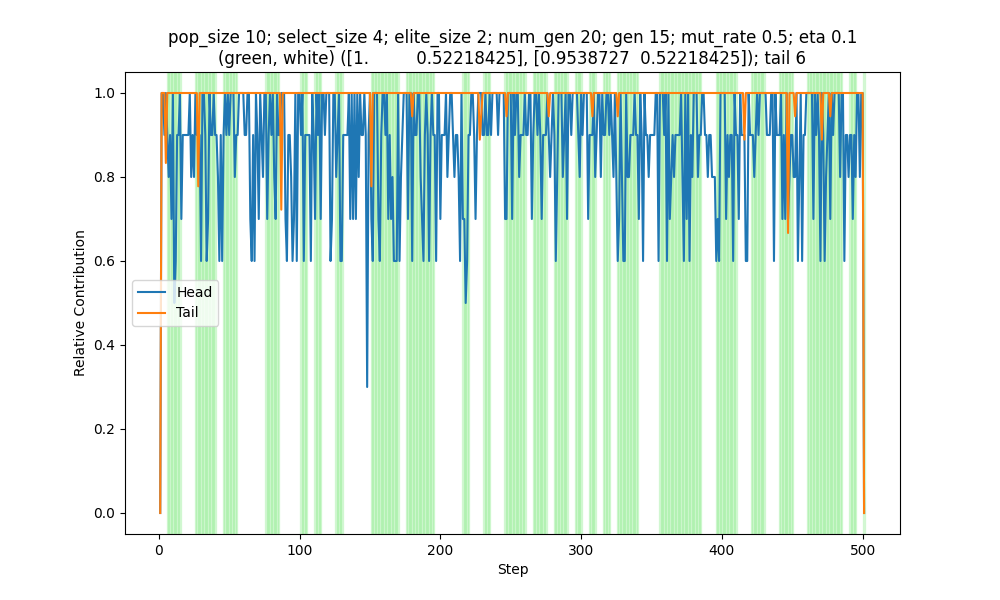 pop_size 10; select_size 4; elite_size 2; num_gen 20; gen 15; mut_rate 0.5; eta 0.1
(green, white) ([1.         0.52218425], [0.9538727  0.52218425]); tail 6
1.0
0.8
0.6
0.4
0.2
0.0
Relative Contribution
Head
Tail
0
100
200
300
400
500
Step